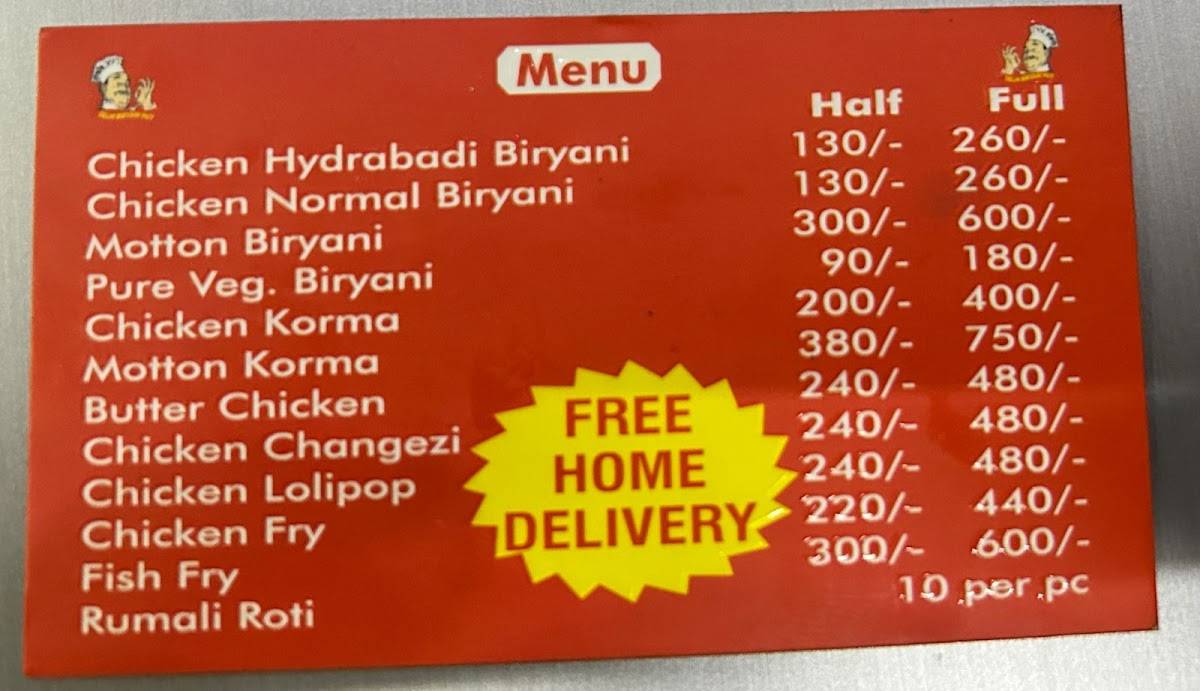 Menu
Half Full
Chicken Hydrabadi Biryani 130/- 260/-
Chicken Normal Biryani 130/- 260/-
Motton Biryani 300/- 600/-
Pure Veg. Biryani 90/- 180/-
Chicken Korma 200/- 400/-
Motton Korma 380/- 750/-
Butter Chicken 240/- 480/-
Chicken Changezi 240/- 480/-
Chicken Lolipop 240/- 480/-
Chicken Fry 220/- 440/-
Fish Fry 300/- 600/-
Rumali Roti 10 per pc
FREE
HOME
DELIVERY